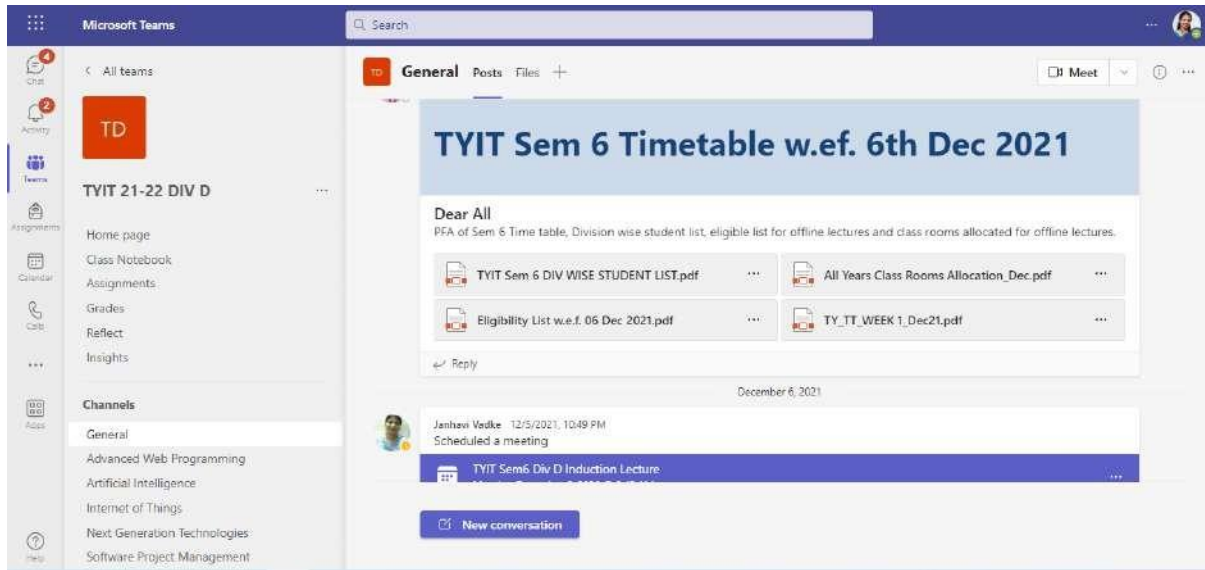 Microsoft Teams
Search
...
4
Chat
2
Activity
Teams
Assignments
Calendar
Calls
...
Apps
Help
< All teams
TD
TYIT 21-22 DIV D
...
Home page
Class Notebook
Assignments
Grades
Reflect
Insights
Channels
General
Advanced Web Programming
Artificial Intelligence
Internet of Things
Next Generation Technologies
Software Project Management
TD General Posts Files +
Meet
...
TYIT Sem 6 Timetable w.ef. 6th Dec 2021
Dear All
PFA of Sem 6 Time table, Division wise student list, eligible list for offline lectures and class rooms allocated for offline lectures.
TYIT Sem 6 DIV WISE STUDENT LIST.pdf ...
All Years Class Rooms Allocation_Dec.pdf ...
Eligibility List w.e.f. 06 Dec 2021.pdf ...
TY_TT_WEEK 1_Dec21.pdf ...
Reply
December 6, 2021
Janhavi Vadke 12/5/2021, 10:49 PM
Scheduled a meeting
TYIT Sem6 Div D Induction Lecture
...
New conversation